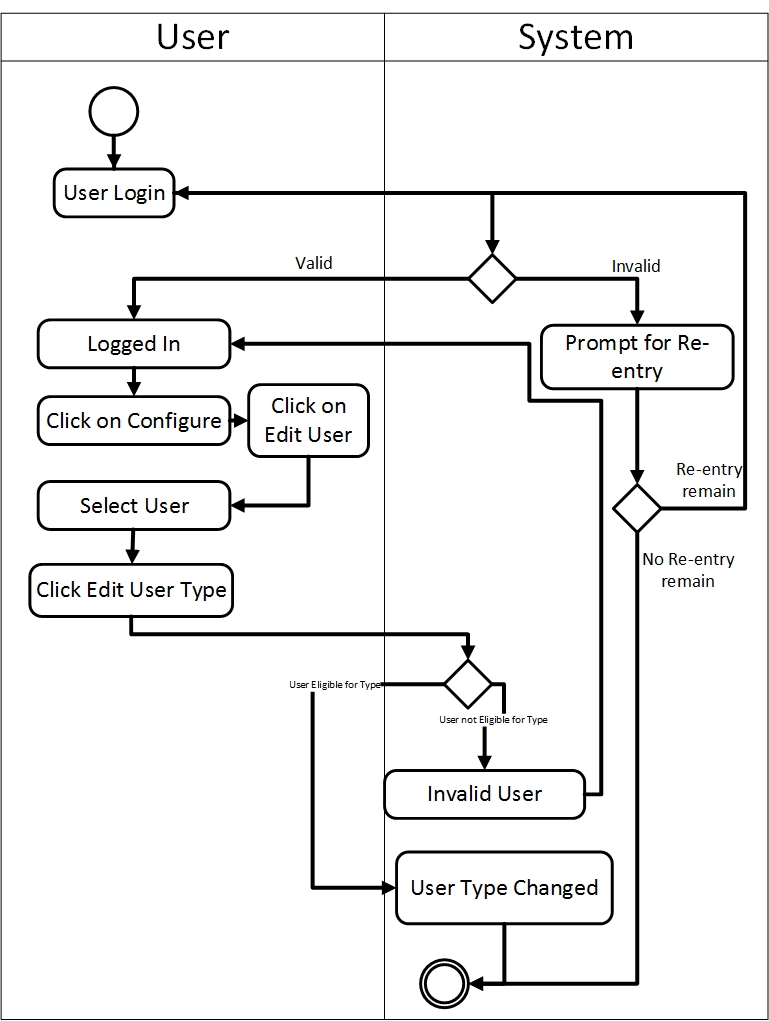 User
System
User Login
Valid
Invalid
Logged In
Prompt for Re-
entry
Click on Configure
Click on
Edit User
Re-entry
remain
Select User
No Re-entry
remain
Click Edit User Type
User Eligible for Type
User not Eligible for Type
Invalid User
User Type Changed